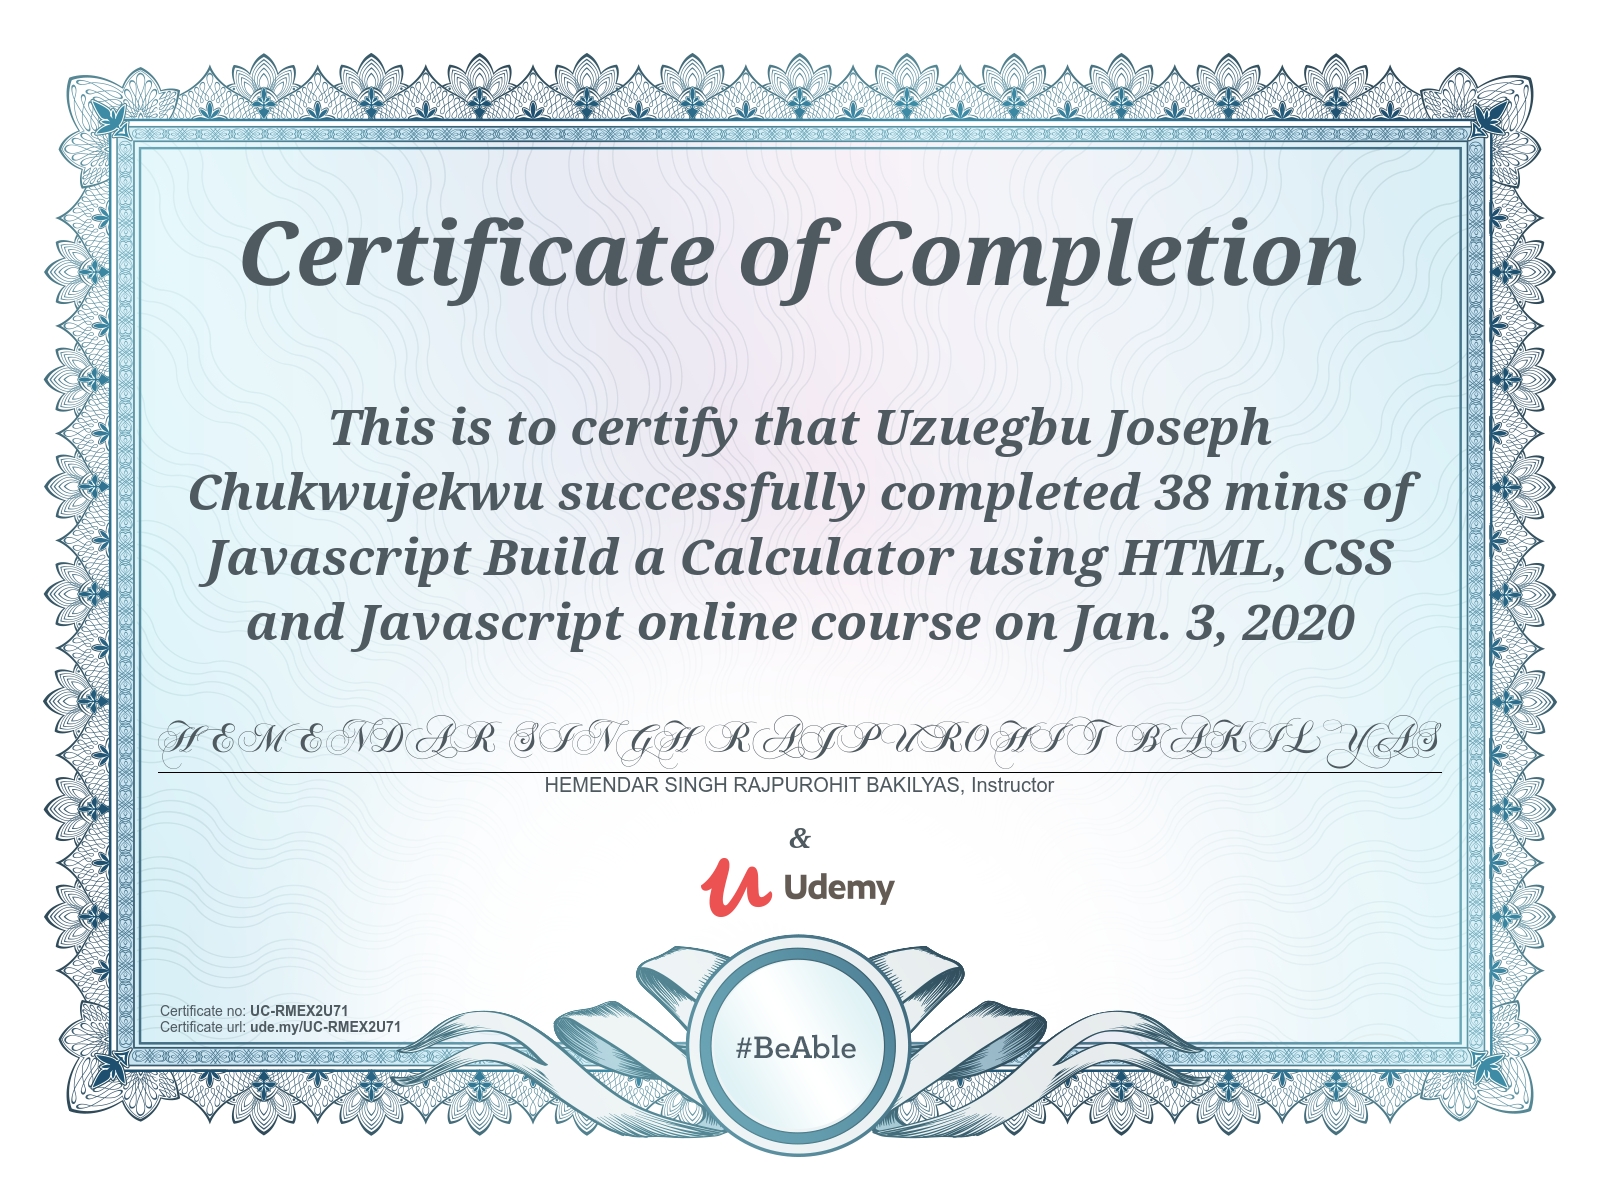 Certificate of Completion
This is to certify that Uzuegbu Joseph
Chukwujekwu successfully completed 38 mins of
Javascript Build a Calculator using HTML, CSS
and Javascript online course on Jan. 3, 2020
HEMENDAR SINGH RAJPUROHIT BAKILYAS
HEMENDAR SINGH RAJPUROHIT BAKILYAS, Instructor
&
Udemy
Certificate no: UC-RMEX2U71
Certificate url: ude.my/UC-RMEX2U71
#BeAble